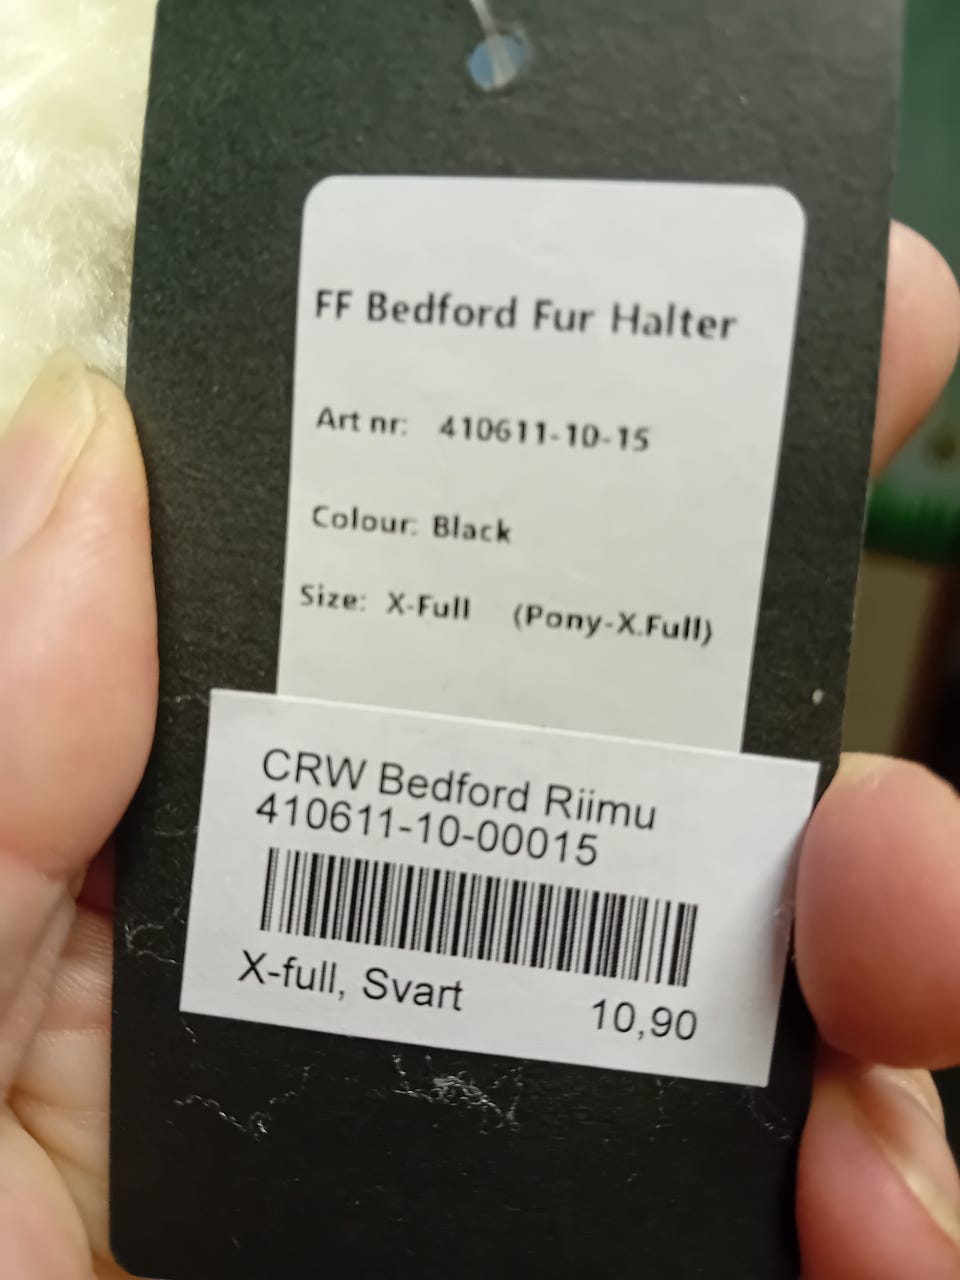 FF Bedford Fur Halter
Art nr: 410611-10-15
Colour: Black
Size: X-Full (Pony-X.Full)
CRW Bedford Riimu
410611-10-00015
X-full, Svart 10,90